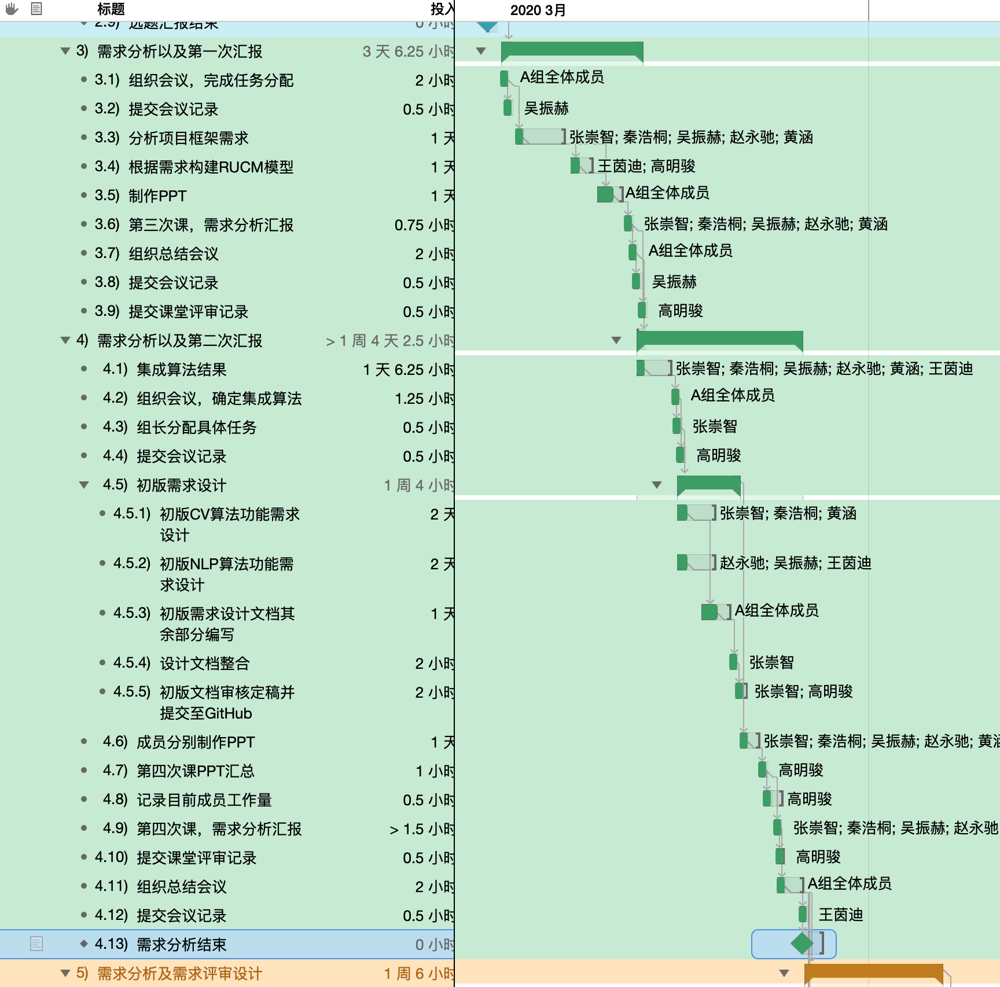 标题 投入 2020 3月
2.9) 选题汇报结束 0 小时
3) 需求分析以及第一次汇报 3 天 6.25 小时
3.1) 组织会议，完成任务分配 2 小时 A组全体成员
3.2) 提交会议记录 0.5 小时 吴振赫
3.3) 分析项目框架需求 1 天 张崇智; 秦浩桐; 吴振赫; 赵永驰; 黄涵
3.4) 根据需求构建RUCM模型 1 天 王茵迪; 高明骏
3.5) 制作PPT 1 天 A组全体成员
3.6) 第三次课，需求分析汇报 0.75 小时 张崇智; 秦浩桐; 吴振赫; 赵永驰; 黄涵
3.7) 组织总结会议 2 小时 A组全体成员
3.8) 提交会议记录 0.5 小时 吴振赫
3.9) 提交课堂评审记录 0.5 小时 高明骏
4) 需求分析以及第二次汇报 > 1 周 4 天 2.5 小时
4.1) 集成算法结果 1 天 6.25 小时 张崇智; 秦浩桐; 吴振赫; 赵永驰; 黄涵; 王茵迪
4.2) 组织会议，确定集成算法 1.25 小时 A组全体成员
4.3) 组长分配具体任务 0.5 小时 张崇智
4.4) 提交会议记录 0.5 小时 高明骏
4.5) 初版需求设计 1 周 4 小时
4.5.1) 初版CV算法功能需求 2 天 张崇智; 秦浩桐; 黄涵
设计
4.5.2) 初版NLP算法功能需 2 天 赵永驰; 吴振赫; 王茵迪
求设计
4.5.3) 初版需求设计文档其 1 天 A组全体成员
余部分编写
4.5.4) 设计文档整合 2 小时 张崇智
4.5.5) 初版文档审核定稿并 2 小时 张崇智; 高明骏
提交至GitHub
4.6) 成员分别制作PPT 1 天 张崇智; 秦浩桐; 吴振赫; 赵永驰; 黄涵
4.7) 第四次课PPT汇总 1 小时 高明骏
4.8) 记录目前成员工作量 0.5 小时 高明骏
4.9) 第四次课，需求分析汇报 > 1.5 小时 张崇智; 秦浩桐; 吴振赫; 赵永驰
4.10) 提交课堂评审记录 0.5 小时 高明骏
4.11) 组织总结会议 2 小时 A组全体成员
4.12) 提交会议记录 0.5 小时 王茵迪
4.13) 需求分析结束 0 小时
5) 需求分析及需求评审设计 1 周 6 小时